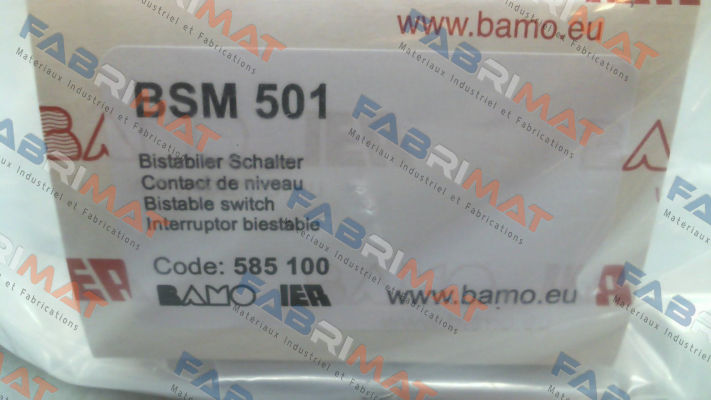 www.bamo.eu
BSM 501
Bistabiler Schalter
Contact de niveau
Bistable switch
Interruptor biestable
Code: 585 100
BAMO IER
www.bamo.eu
FABRIMAT
Materiaux Industriel et Fabrications